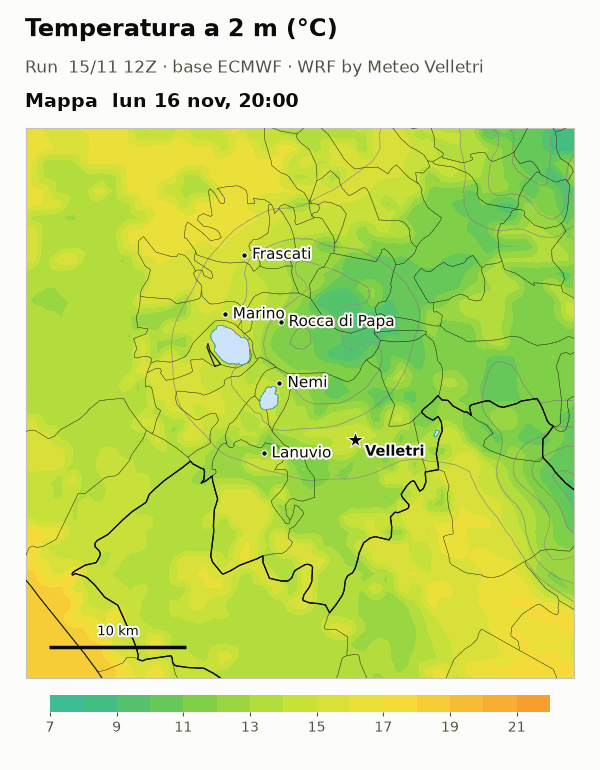 Temperatura a 2 m (°C)
Run  15/11 12Z · base ECMWF · WRF by Meteo Velletri
Mappa  lun 16 nov, 20:00
Frascati
Marino
Rocca di Papa
Nemi
Velletri
Lanuvio
10 km
7 9 11 13 15 17 19 21